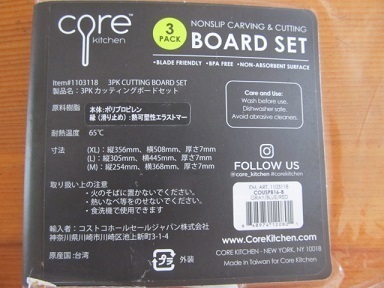 core
kitchen
3
PACK
NONSLIP CARVING & CUTTING
BOARD SET
• BLADE FRIENDLY • BPA FREE • NON-ABSORBENT SURFACE
Item#1103118 3PK CUTTING BOARD SET
製品名：3PK カッティングボードセット
原料樹脂
本体：ポリプロピレン
縁（滑り止め）：熱可塑性エラストマー
耐熱温度 65℃
寸法
(XL)：縦356mm、横508mm、厚さ7mm
(L)：縦305mm、横445mm、厚さ7mm
(M)：縦254mm、横368mm、厚さ7mm
取り扱い上の注意
・火のそばに置かないでください。
・熱いなべ等をのせないでください。
・食洗機で使用できます
輸入者：コストコホールセールジャパン株式会社
神奈川県川崎市川崎区池上新町3-1-4
原産国：台湾
プラ
外装
Care and Use:
Wash before use.
Dishwasher safe.
Avoid abrasive cleaners.
FOLLOW US
@core_kitchen #corekitchen
ITM. ART. 1103118
GRAY/BLUE/RED
www.CoreKitchen.com
CORE KITCHEN - NEW YORK, NY 10018
Made in Taiwan for Core Kitchen